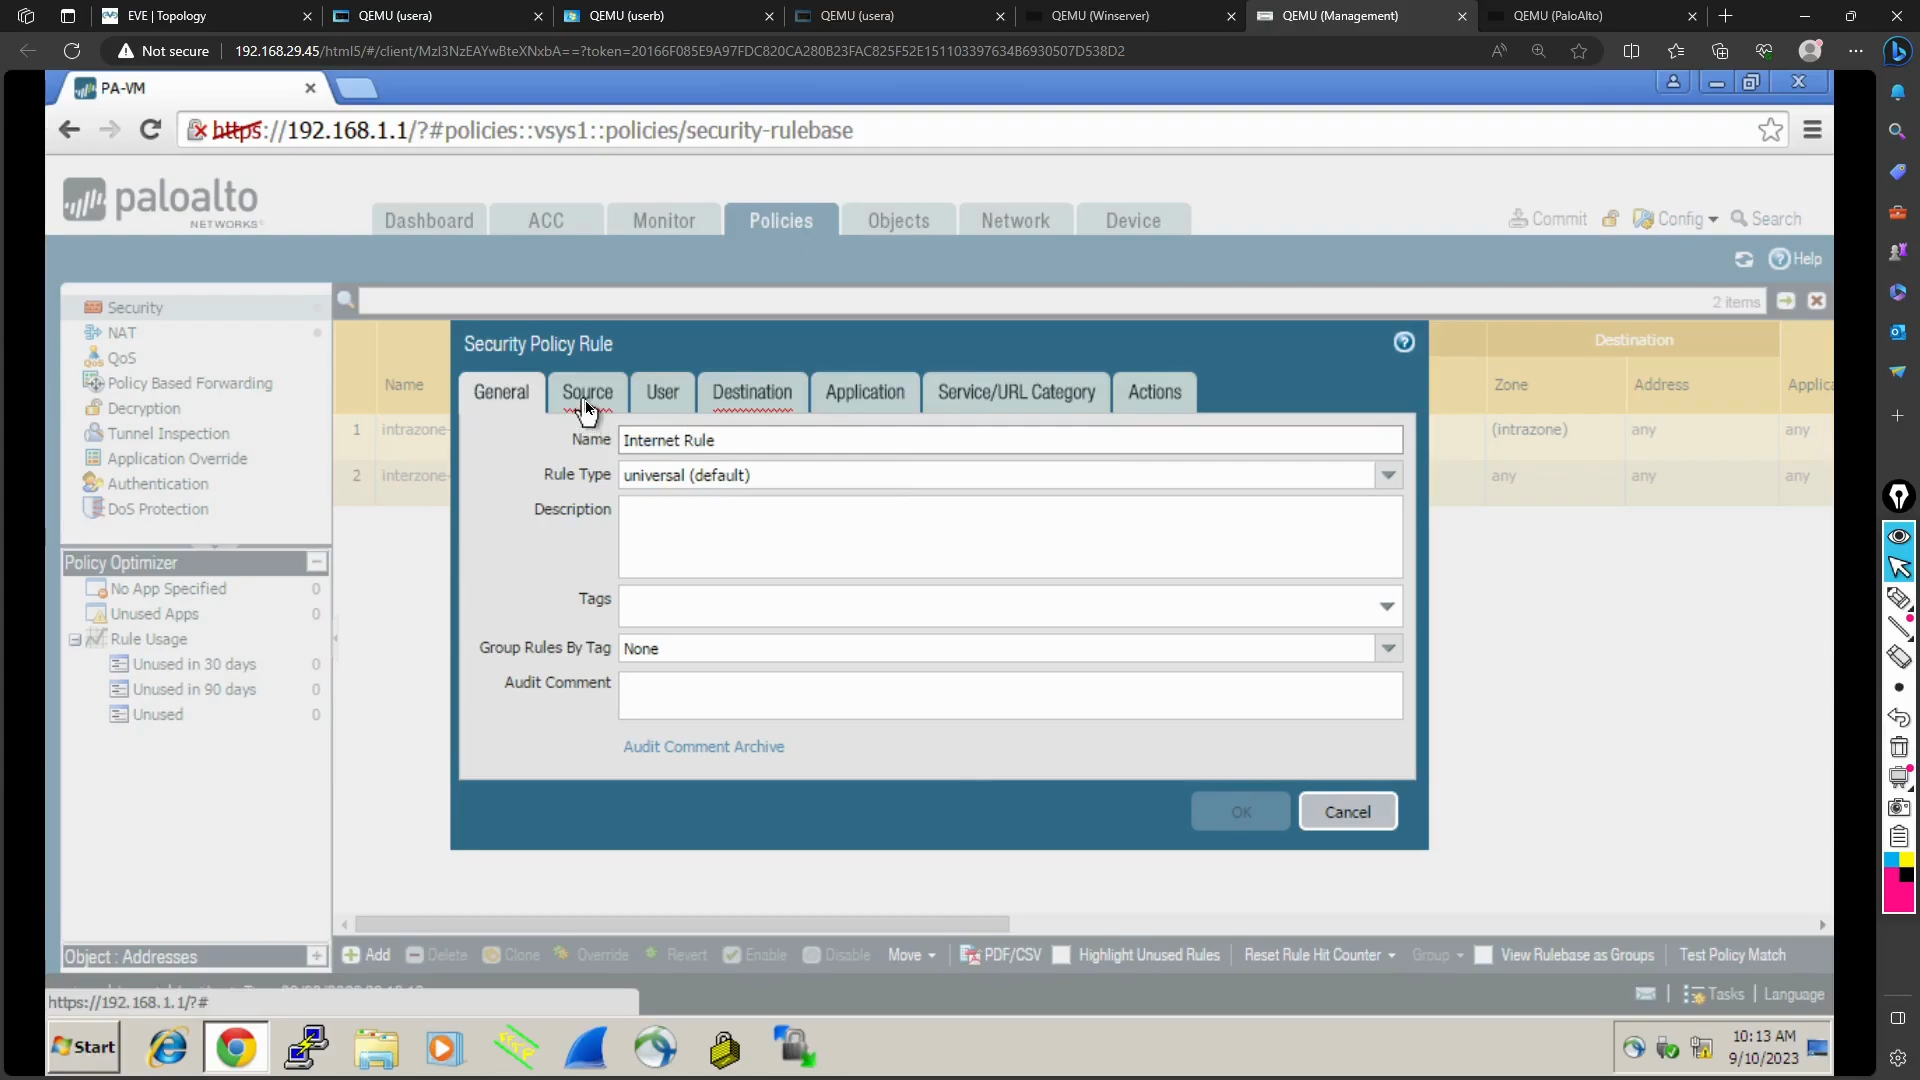 EVE | Topology
QEMU (usera)
QEMU (userb)
QEMU (usera)
QEMU (Winserver)
QEMU (Management)
QEMU (PaloAlto)
Not secure
192.168.29.45/html5/#/client/MzI3NzEAYwBteXNxbA==?token=20166F085E9A97FDC820CA280B23FAC825F52E151103397634B6930507D538D2
PA-VM
https://192.168.1.1/?#policies::vsys1::policies/security-rulebase
paloalto
NETWORKS
Dashboard
ACC
Monitor
Policies
Objects
Network
Device
Commit
Config
Search
Help
Security
NAT
QoS
Policy Based Forwarding
Decryption
Tunnel Inspection
Application Override
Authentication
DoS Protection
2 items
Destination
Name
Zone
Address
Applica
1
intrazone-
(intrazone)
any
any
2
interzone-
any
any
any
Security Policy Rule
General
Source
User
Destination
Application
Service/URL Category
Actions
Name
Internet Rule
Rule Type
universal (default)
Description
Tags
Group Rules By Tag
None
Audit Comment
Audit Comment Archive
OK
Cancel
Policy Optimizer
No App Specified 0
Unused Apps 0
Rule Usage
Unused in 30 days 0
Unused in 90 days 0
Unused 0
Object : Addresses
Add
Delete
Clone
Override
Revert
Enable
Disable
Move
PDF/CSV
Highlight Unused Rules
Reset Rule Hit Counter
Group
View Rulebase as Groups
Test Policy Match
https://192.168.1.1/?#
Tasks
Language
Start
10:13 AM
9/10/2023